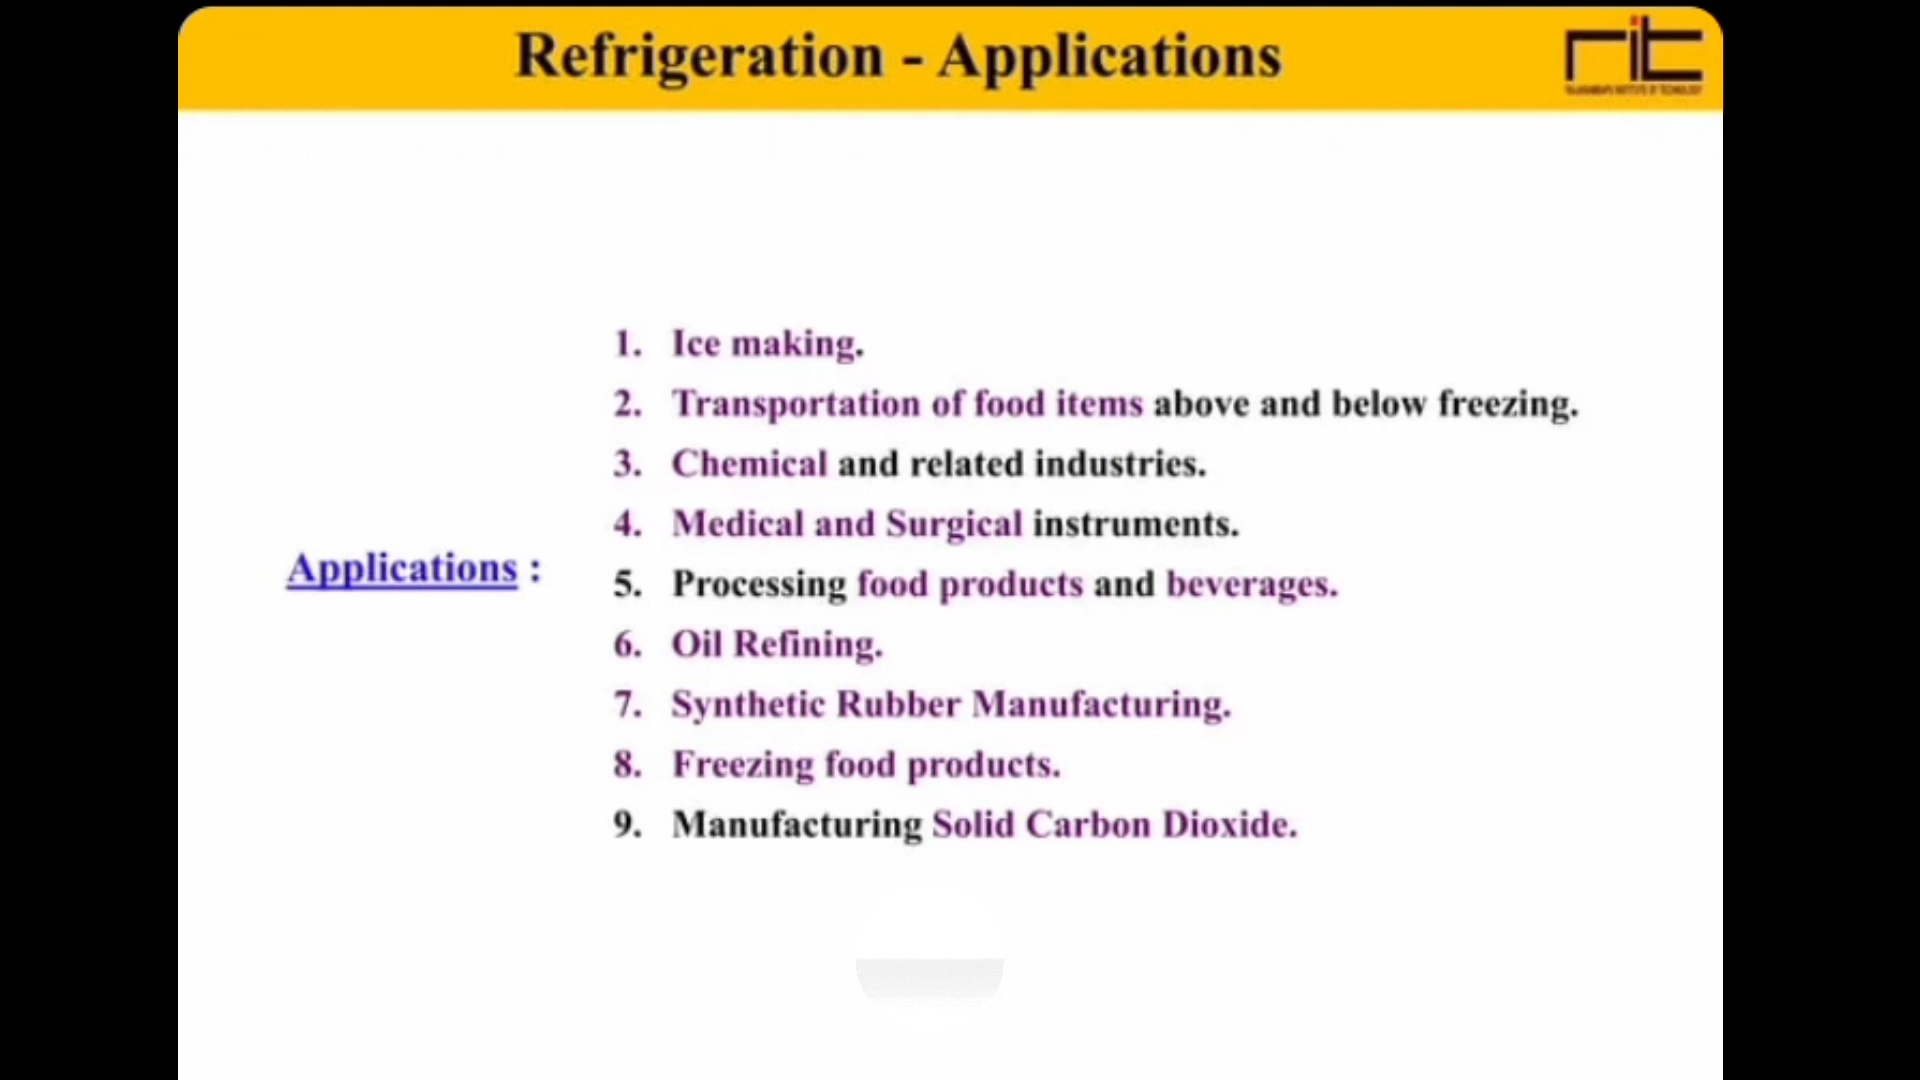 Refrigeration - Applications
rit
Applications :
1. Ice making.
2. Transportation of food items above and below freezing.
3. Chemical and related industries.
4. Medical and Surgical instruments.
5. Processing food products and beverages.
6. Oil Refining.
7. Synthetic Rubber Manufacturing.
8. Freezing food products.
9. Manufacturing Solid Carbon Dioxide.